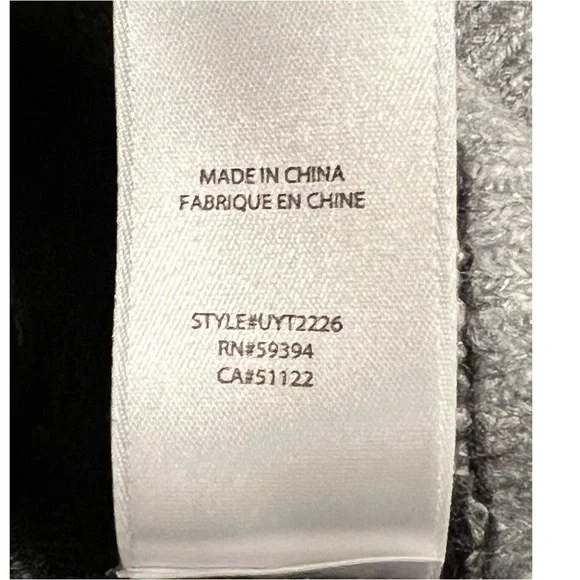 MADE IN CHINA
FABRIQUE EN CHINE
STYLE#UYT2226
RN#59394
CA#51122